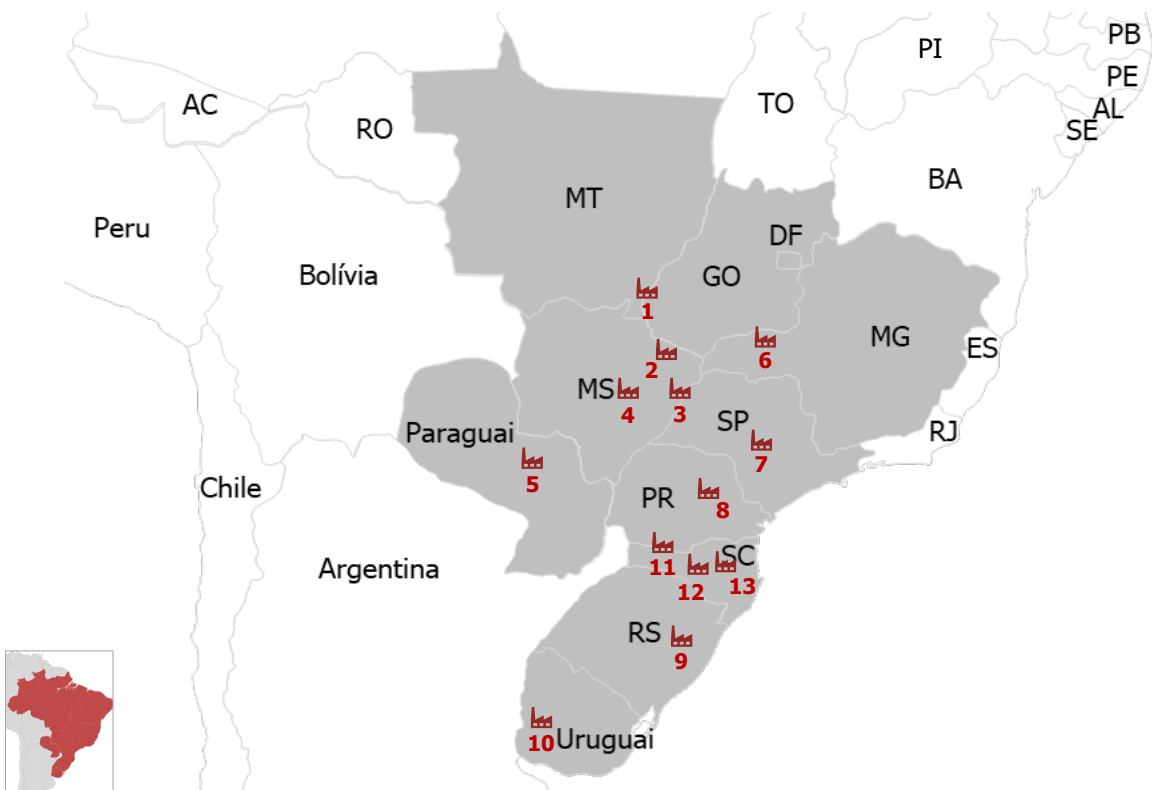 PI
PB
PE
AL
SE
TO
AC
RO
BA
MT
Peru
DF
Bolívia
GO
1
6
MG
ES
2
MS
4
3
SP
RJ
Paraguai
7
5
Chile
PR
8
Argentina
11
SC
12
13
RS
9
10
Uruguai